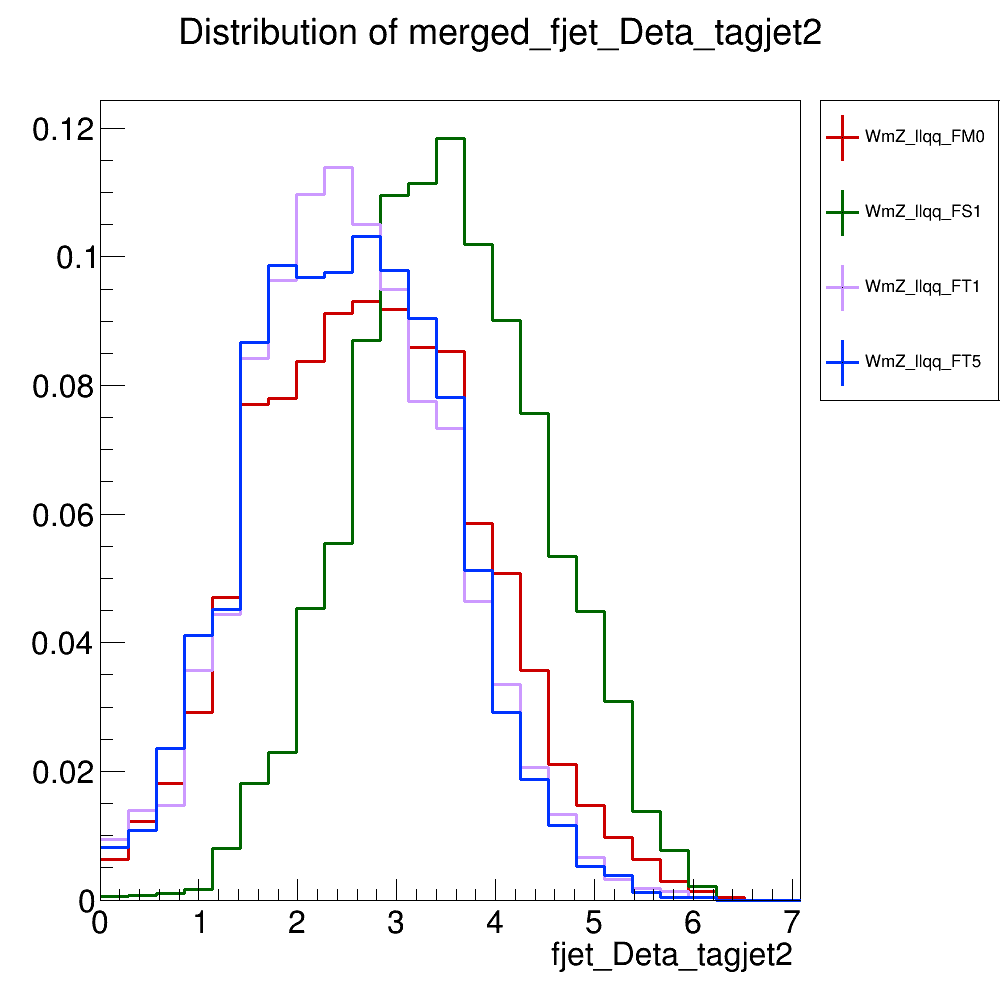 Distribution of merged_fjet_Deta_tagjet2
WmZ_llqq_FM0
WmZ_llqq_FS1
WmZ_llqq_FT1
WmZ_llqq_FT5
0.12
0.1
0.08
0.06
0.04
0.02
0
0 1 2 3 4 5 6 7
fjet_Deta_tagjet2